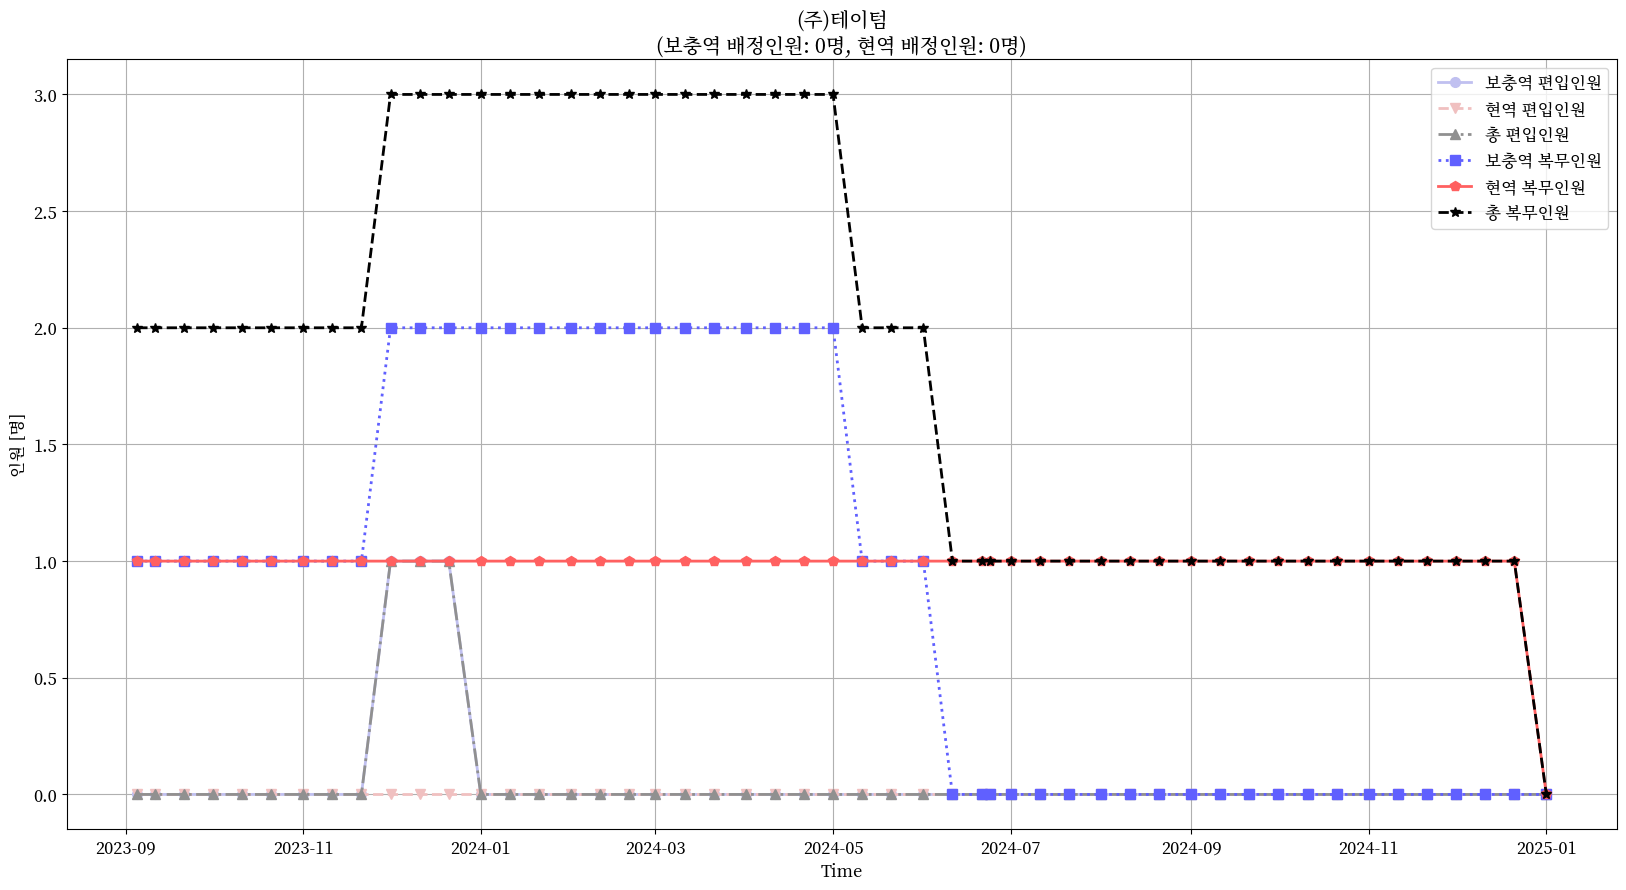 (주)테이텀
(보충역 배정인원: 0명, 현역 배정인원: 0명)
보충역 편입인원
현역 편입인원
총 편입인원
보충역 복무인원
현역 복무인원
총 복무인원
인원 [명]
3.0
2.5
2.0
1.5
1.0
0.5
0.0
2023-09 2023-11 2024-01 2024-03 2024-05 2024-07 2024-09 2024-11 2025-01
Time